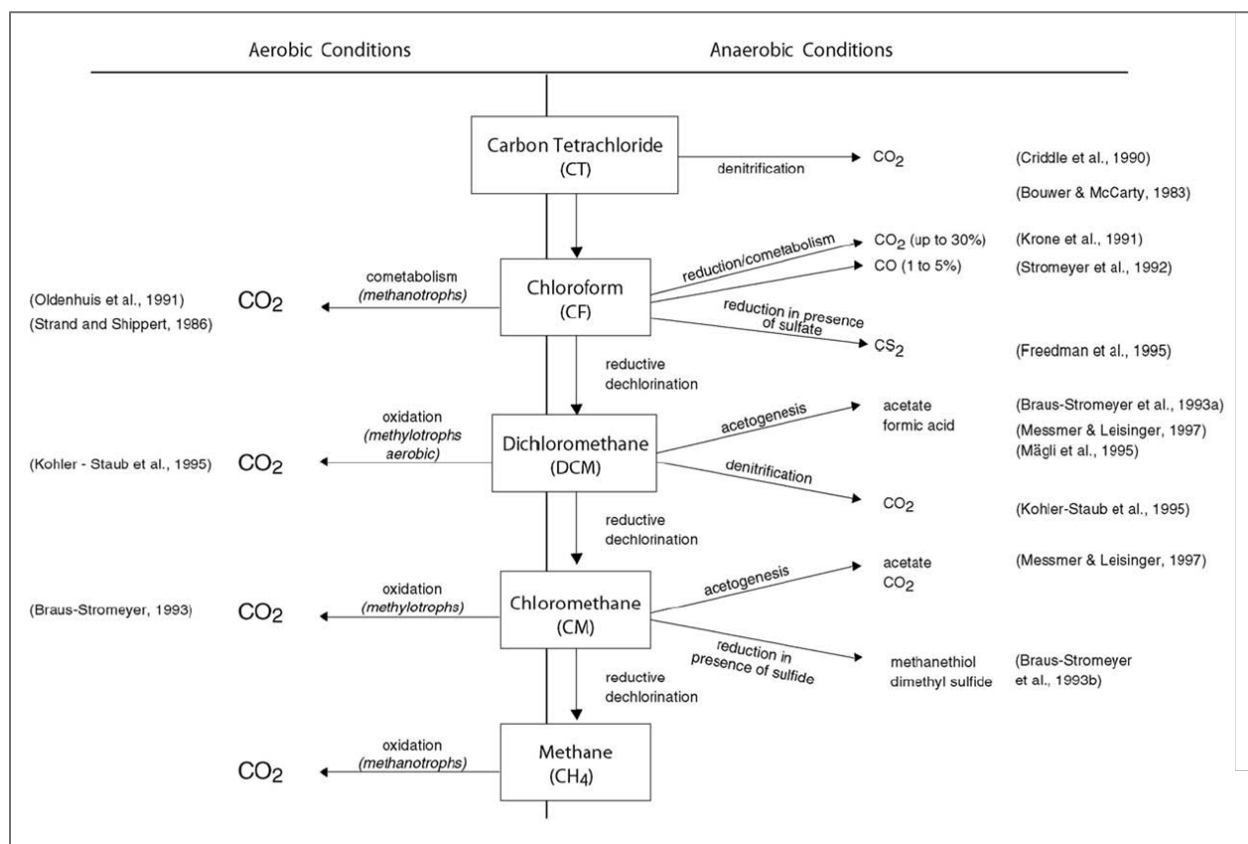 Aerobic Conditions
Anaerobic Conditions
Carbon Tetrachloride
(CT)
denitrification
CO2
(Criddle et al., 1990)
(Bouwer & McCarty, 1983)
reduction/cometabolism
CO2 (up to 30%)
(Krone et al., 1991)
CO (1 to 5%)
(Stromeyer et al., 1992)
Chloroform
(CF)
cometabolism
(methanotrophs)
CO2
(Oldenhuis et al., 1991)
(Strand and Shippert, 1986)
reduction in presence
of sulfate
CS2
(Freedman et al., 1995)
reductive
dechlorination
Dichloromethane
(DCM)
oxidation
(methylotrophs
aerobic)
CO2
(Kohler - Staub et al., 1995)
acetogenesis
acetate
formic acid
(Braus-Stromeyer et al., 1993a)
(Messmer & Leisinger, 1997)
(Mägli et al., 1995)
denitrification
CO2
(Kohler-Staub et al., 1995)
reductive
dechlorination
Chloromethane
(CM)
oxidation
(methylotrophs)
CO2
(Braus-Stromeyer, 1993)
acetogenesis
acetate
CO2
(Messmer & Leisinger, 1997)
reduction in
presence of sulfide
methanethiol
dimethyl sulfide
(Braus-Stromeyer
et al., 1993b)
reductive
dechlorination
Methane
(CH4)
oxidation
(methanotrophs)
CO2